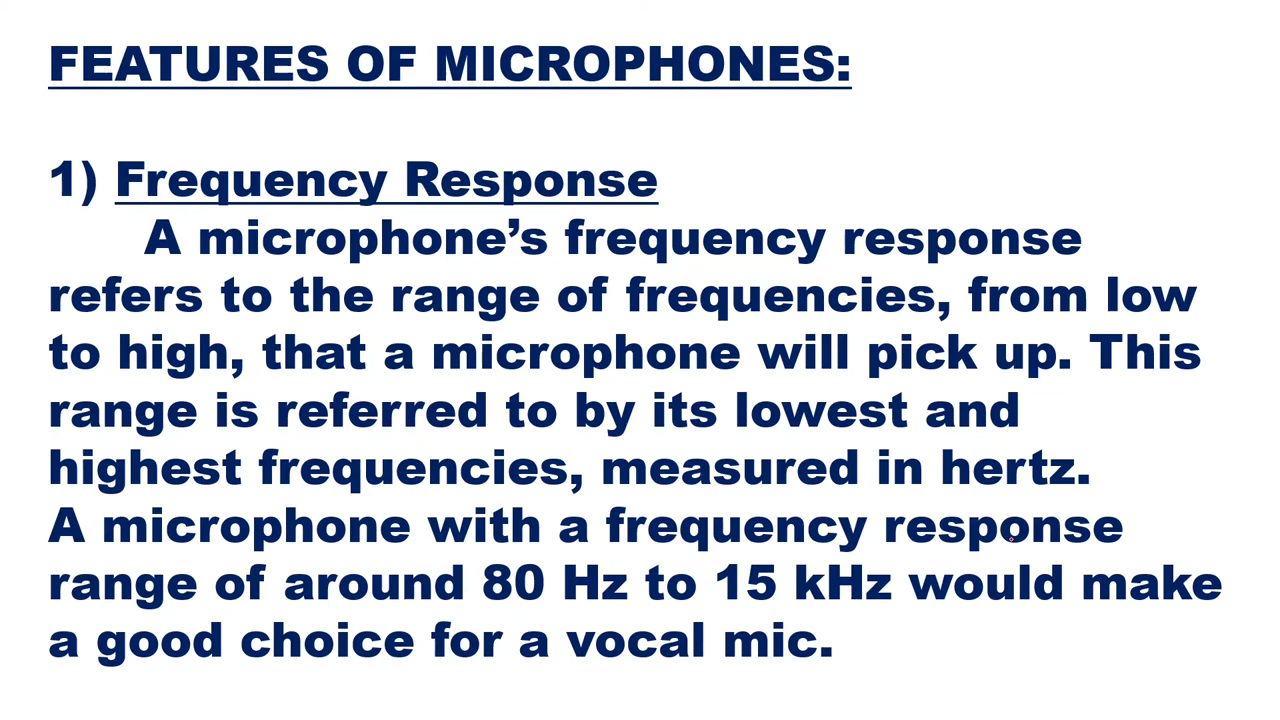 FEATURES OF MICROPHONES:
1) Frequency Response
A microphone’s frequency response
refers to the range of frequencies, from low
to high, that a microphone will pick up. This
range is referred to by its lowest and
highest frequencies, measured in hertz.
A microphone with a frequency response
range of around 80 Hz to 15 kHz would make
a good choice for a vocal mic.